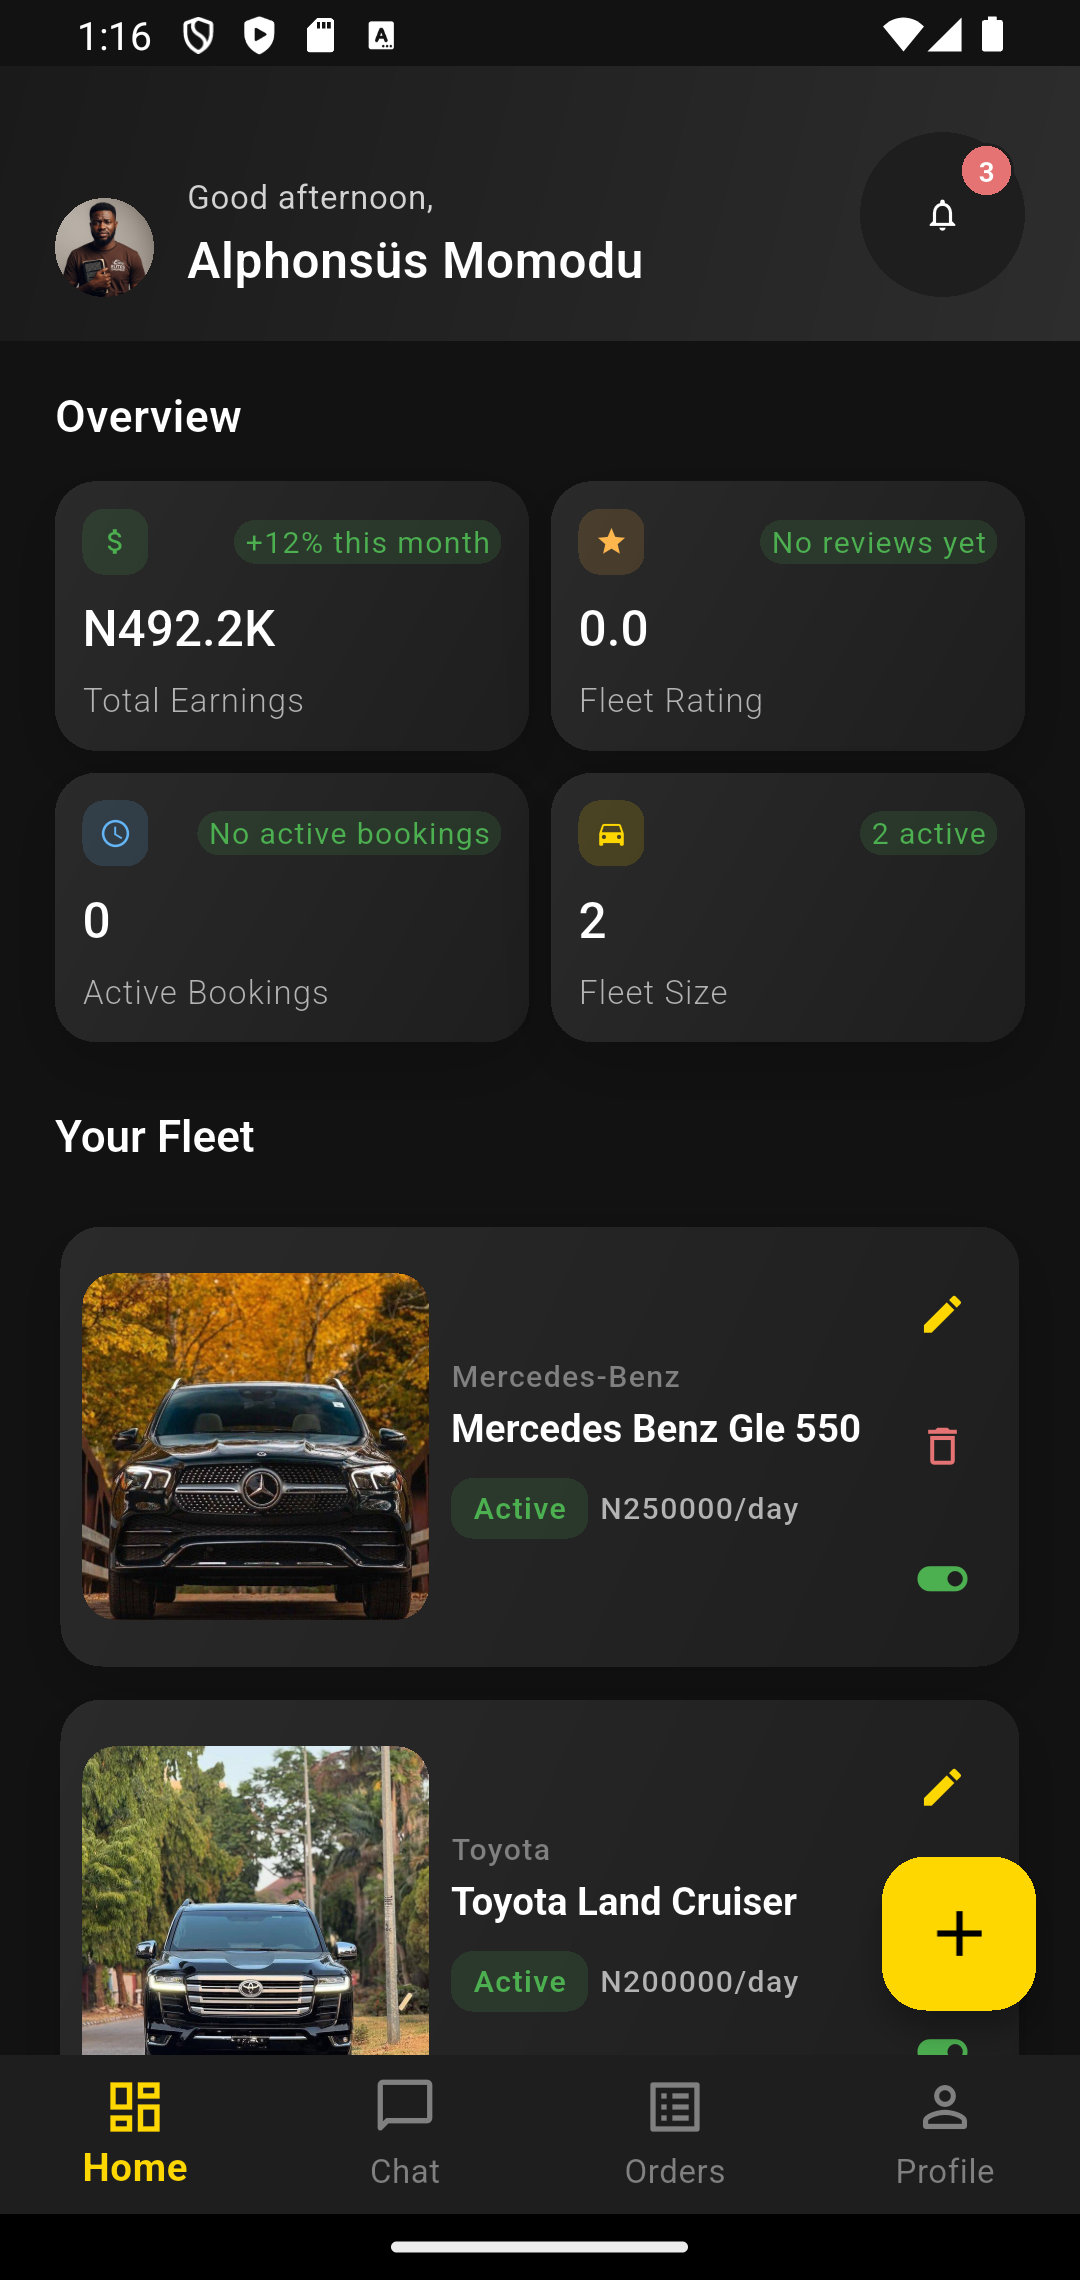 1:16
Good afternoon,
Alphonsüs Momodu
3
Overview
$
+12% this month
N492.2K
Total Earnings
No reviews yet
0.0
Fleet Rating
No active bookings
0
Active Bookings
2 active
2
Fleet Size
Your Fleet
Mercedes-Benz
Mercedes Benz Gle 550
Active N250000/day
Toyota
Toyota Land Cruiser
Active N200000/day
Home
Chat
Orders
Profile